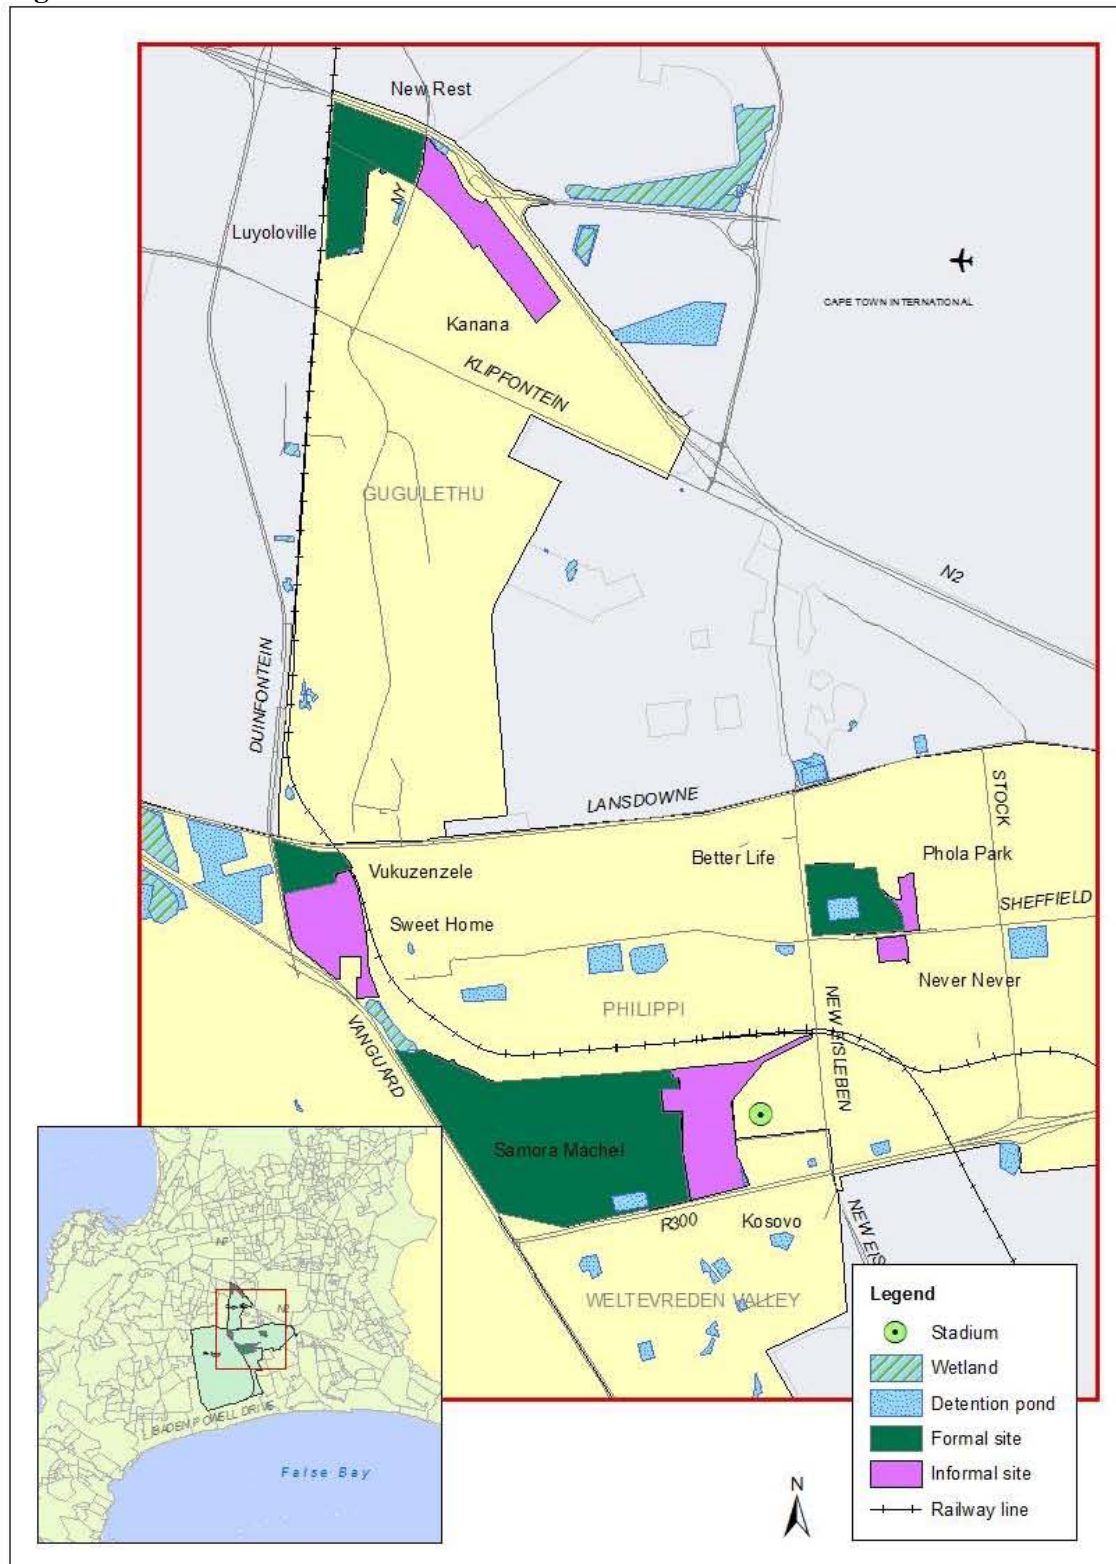 New Rest
NY
Luyoloville
CAPE TOWN INTERNATIONAL
Kanana
KLIPFONTEIN
GUGULETHU
N2
DUINFONTEIN
LANSDOWNE
STOCK
Better Life
Phola Park
Vukuzenzele
SHEFFIELD
Sweet Home
Never Never
PHILIPPI
VANGUARD
NEW EISLEBEN
Samora Machel
R300
Kosovo
NEW EIS
WELTEVREDEN VALLEY
N2
BADEN POWELL DRIVE
False Bay
Legend
Stadium
Wetland
Detention pond
Formal site
Informal site
Railway line
N